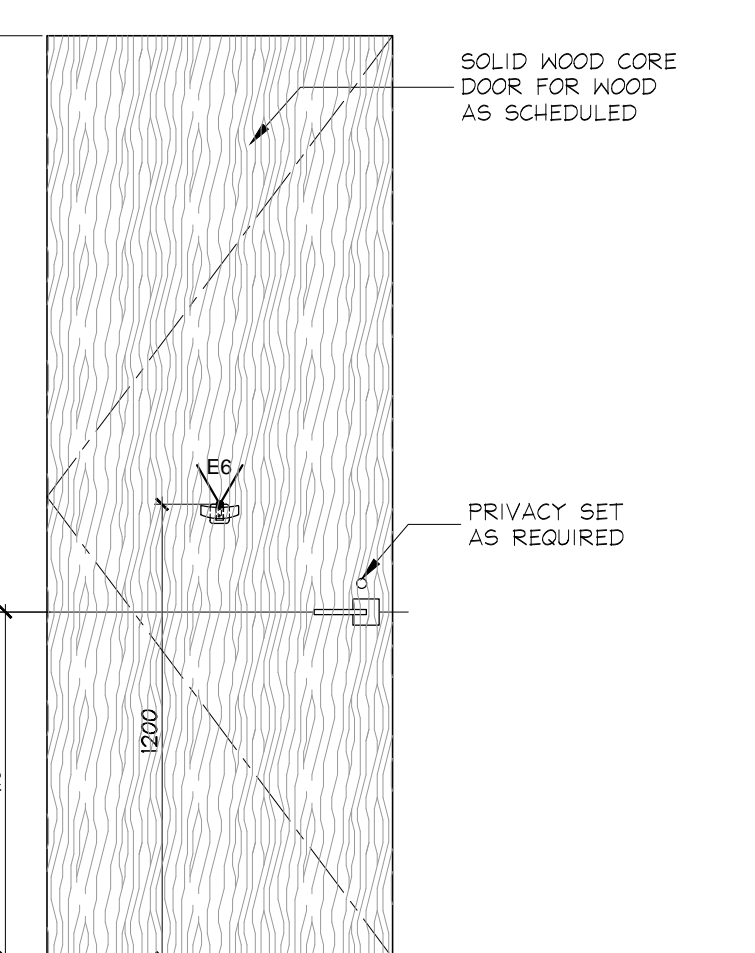 SOLID WOOD CORE
DOOR FOR WOOD
AS SCHEDULED
E6
PRIVACY SET
AS REQUIRED
1200